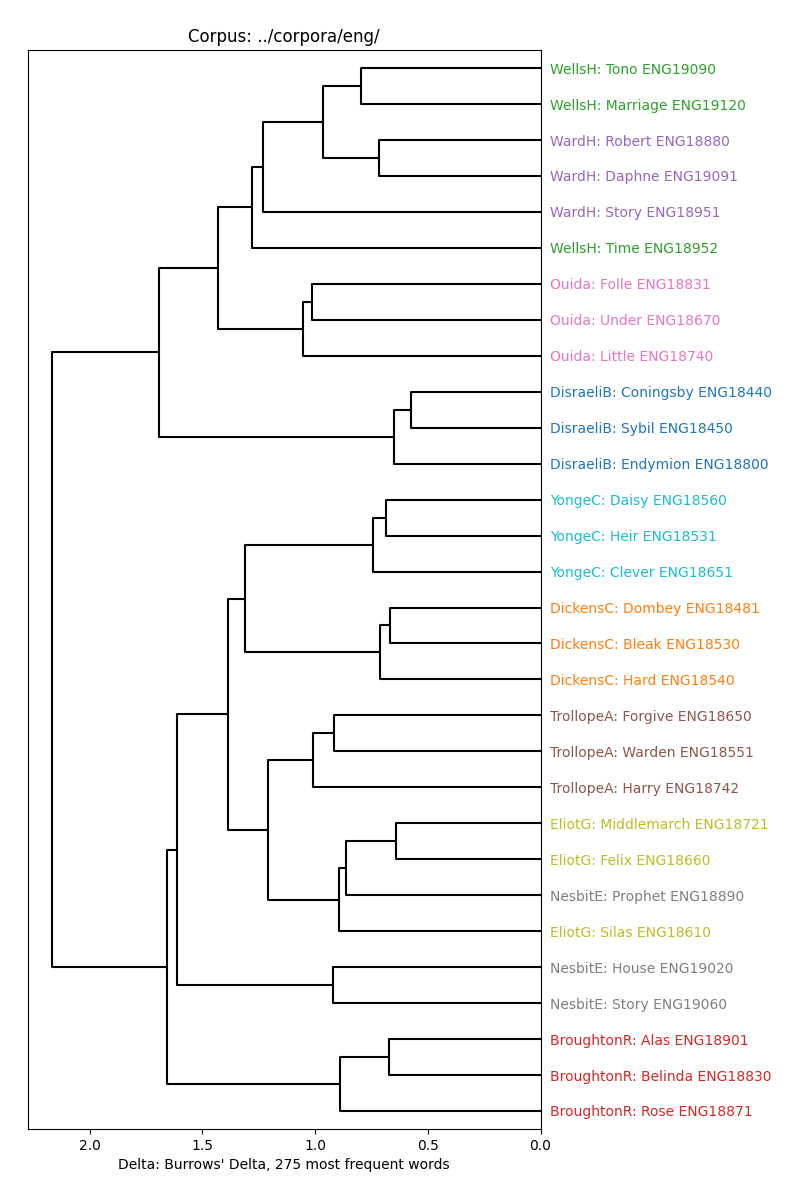 Corpus: ../corpora/eng/
WellsH: Tono ENG19090
WellsH: Marriage ENG19120
WardH: Robert ENG18880
WardH: Daphne ENG19091
WardH: Story ENG18951
WellsH: Time ENG18952
Ouida: Folle ENG18831
Ouida: Under ENG18670
Ouida: Little ENG18740
DisraeliB: Coningsby ENG18440
DisraeliB: Sybil ENG18450
DisraeliB: Endymion ENG18800
YongeC: Daisy ENG18560
YongeC: Heir ENG18531
YongeC: Clever ENG18651
DickensC: Dombey ENG18481
DickensC: Bleak ENG18530
DickensC: Hard ENG18540
TrollopeA: Forgive ENG18650
TrollopeA: Warden ENG18551
TrollopeA: Harry ENG18742
EliotG: Middlemarch ENG18721
EliotG: Felix ENG18660
NesbitE: Prophet ENG18890
EliotG: Silas ENG18610
NesbitE: House ENG19020
NesbitE: Story ENG19060
BroughtonR: Alas ENG18901
BroughtonR: Belinda ENG18830
BroughtonR: Rose ENG18871
2.0 1.5 1.0 0.5 0.0
Delta: Burrows' Delta, 275 most frequent words